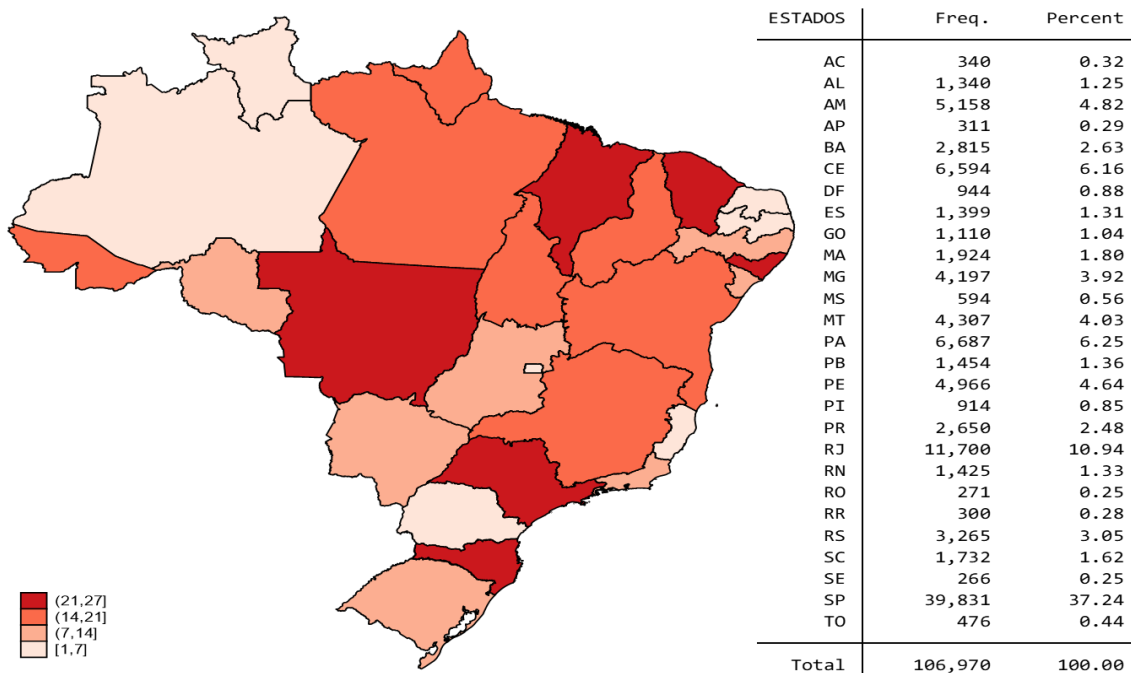 ESTADOS Freq. Percent
AC 340 0.32
AL 1,340 1.25
AM 5,158 4.82
AP 311 0.29
BA 2,815 2.63
CE 6,594 6.16
DF 944 0.88
ES 1,399 1.31
GO 1,110 1.04
MA 1,924 1.80
MG 4,197 3.92
MS 594 0.56
MT 4,307 4.03
PA 6,687 6.25
PB 1,454 1.36
PE 4,966 4.64
PI 914 0.85
PR 2,650 2.48
RJ 11,700 10.94
RN 1,425 1.33
RO 271 0.25
RR 300 0.28
RS 3,265 3.05
SC 1,732 1.62
SE 266 0.25
SP 39,831 37.24
TO 476 0.44
Total 106,970 100.00
(21,27]
(14,21]
(7,14]
[1,7]